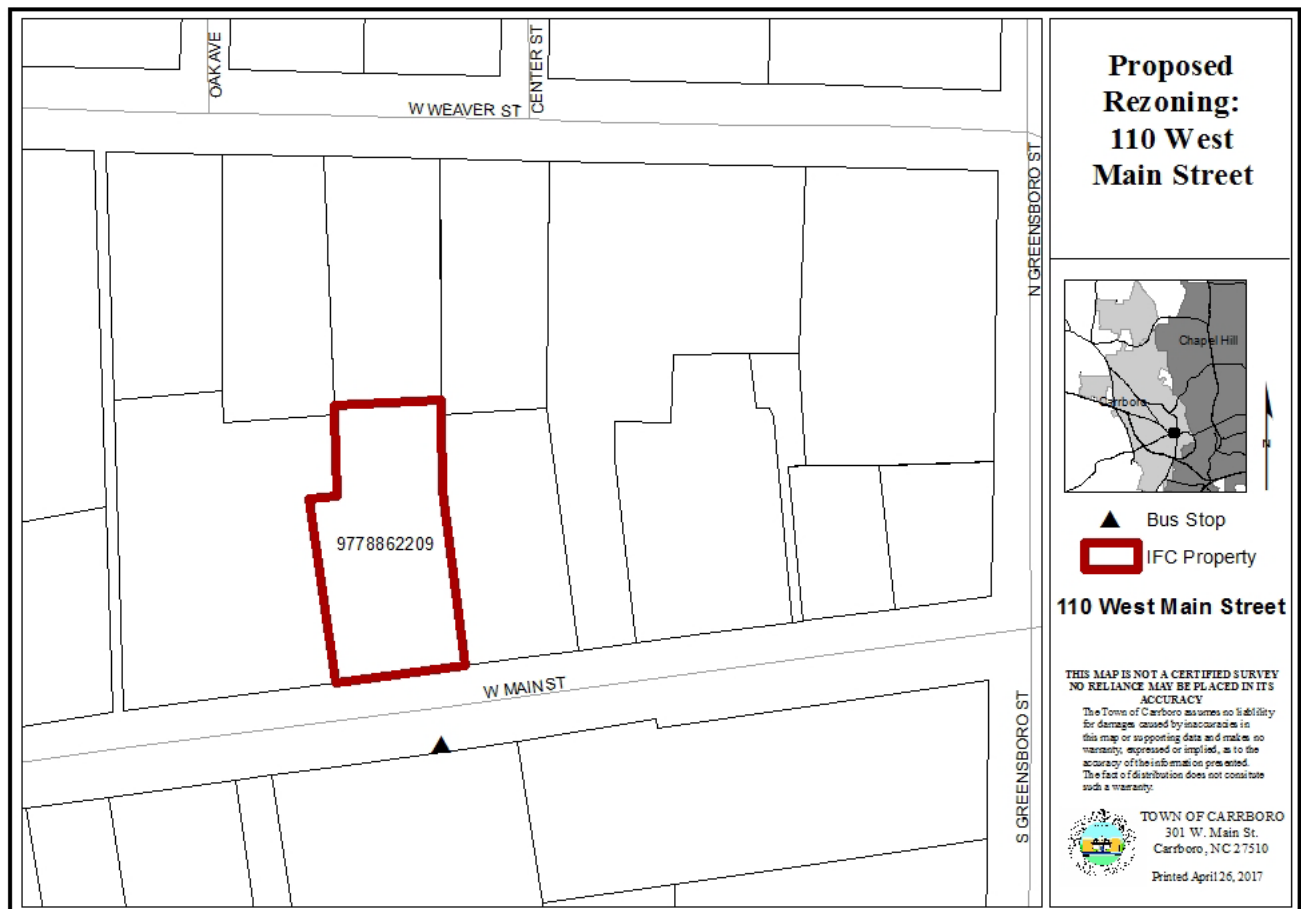 OAK AVE
CENTER ST
W WEAVER ST
N GREENSBORO ST
9778862209
W MAIN ST
S GREENSBORO ST
Proposed
Rezoning:
110 West
Main Street
Chapel Hill
Carrboro
N
Bus Stop
IFC Property
110 West Main Street
THIS MAP IS NOT A CERTIFIED SURVEY
NO RELIANCE MAY BE PLACED IN ITS
ACCURACY
The Town of Carrboro assumes no liability
for damages caused by inaccuracies in
this map or supporting data and makes no
warranty, expressed or implied, as to the
accuracy of the information presented.
The fact of distribution does not consitute
such a warranty.
TOWN OF CARRBORO
301 W. Main St.
Carrboro, NC 27510
Printed April 26, 2017